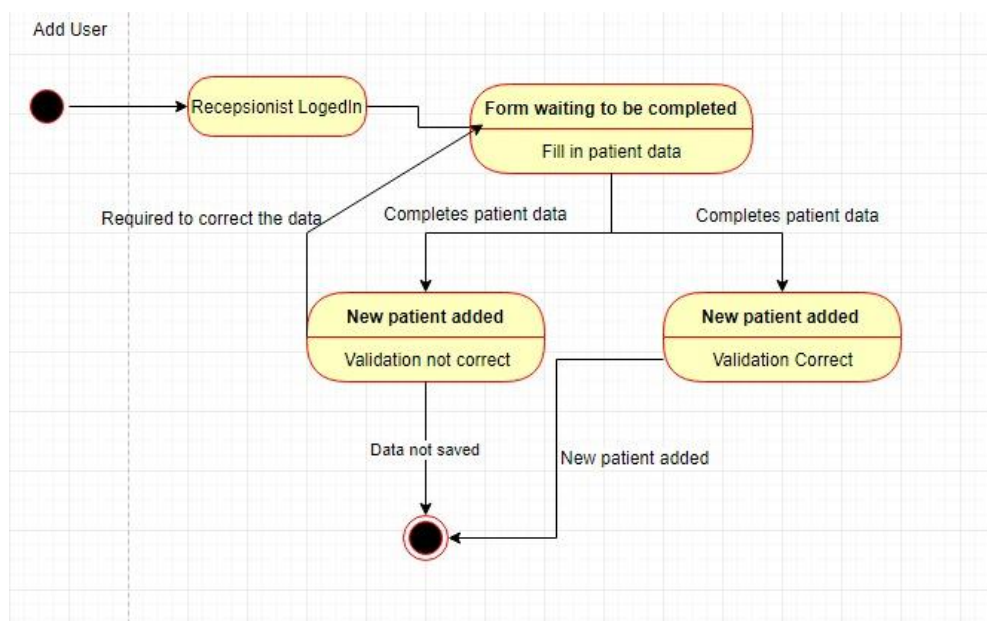 Add User
Recepsionist LogedIn
Form waiting to be completed
Fill in patient data
Required to correct the data
Completes patient data
Completes patient data
New patient added
Validation not correct
New patient added
Validation Correct
Data not saved
New patient added